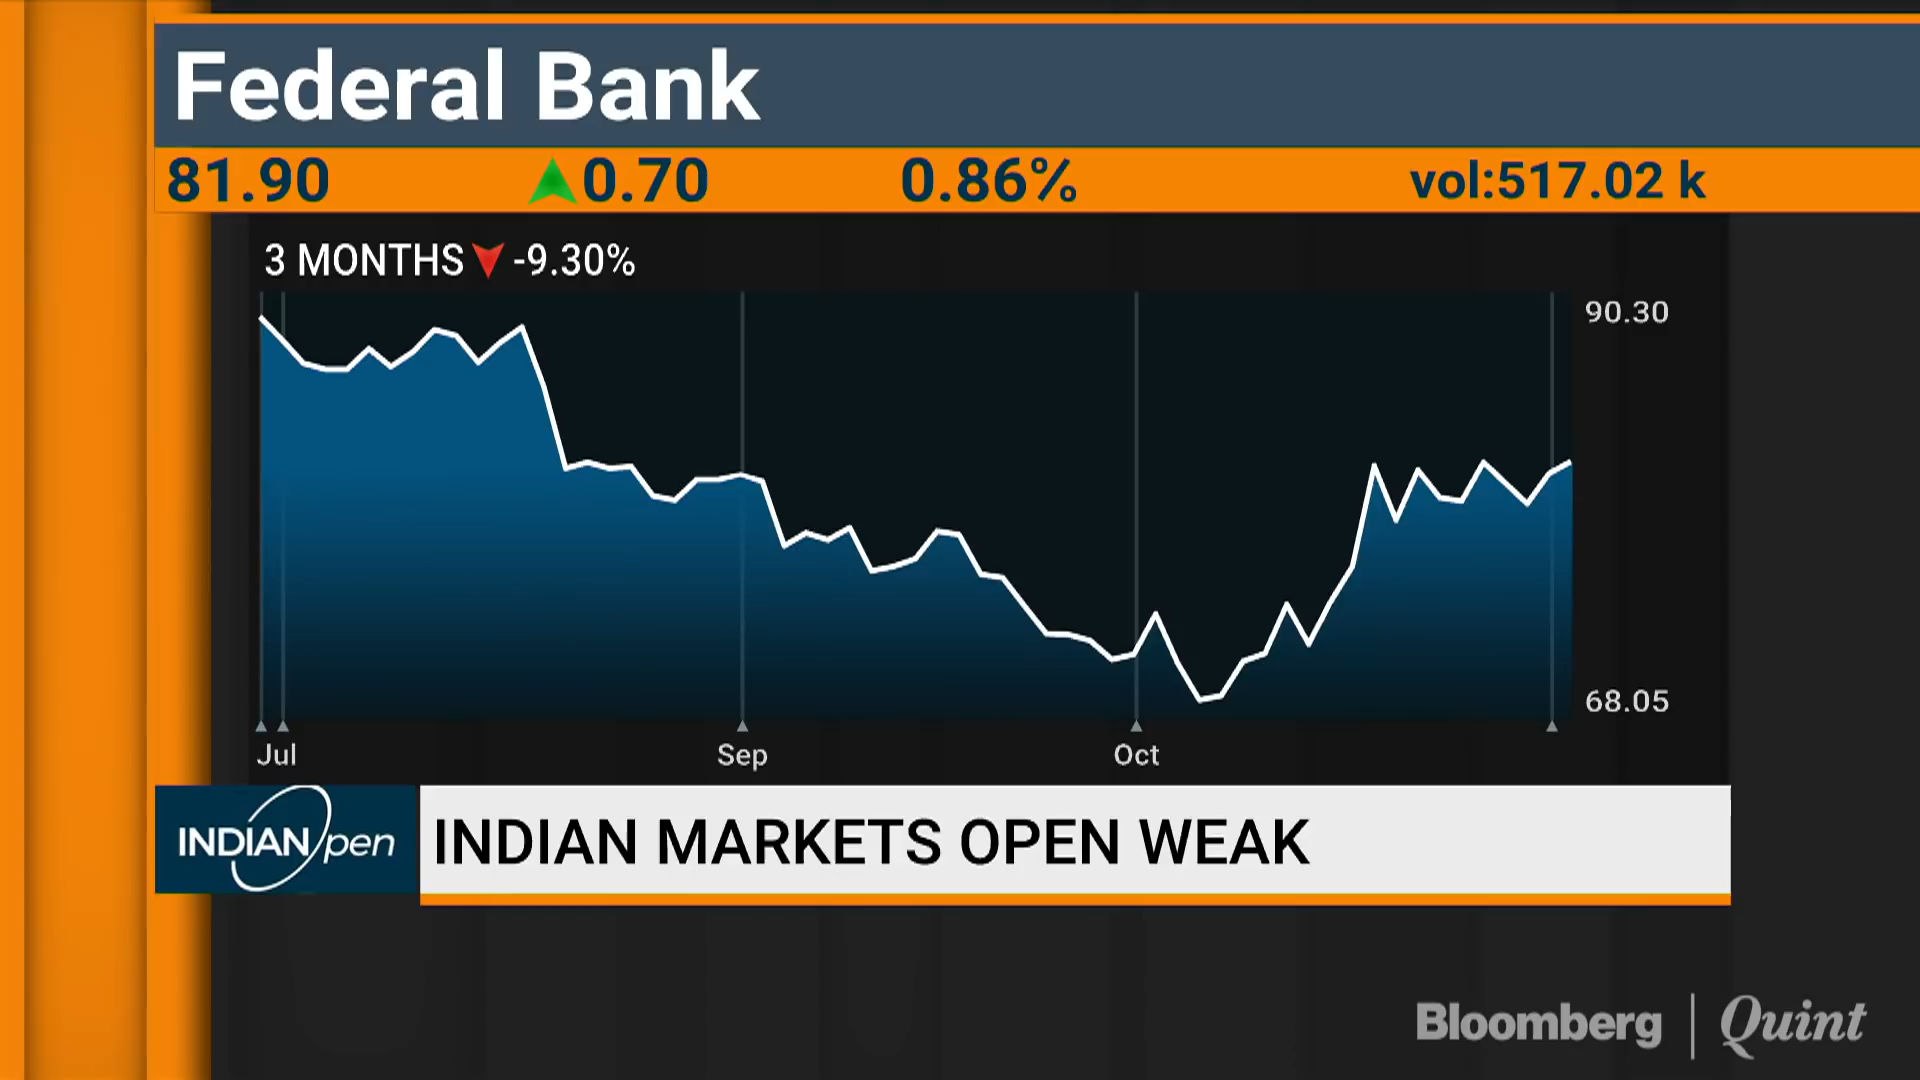 Federal Bank
81.90 0.70 0.86% vol:517.02 k
3 MONTHS -9.30%
90.30
68.05
Jul Sep Oct
INDIAN Open INDIAN MARKETS OPEN WEAK
Bloomberg | Quint